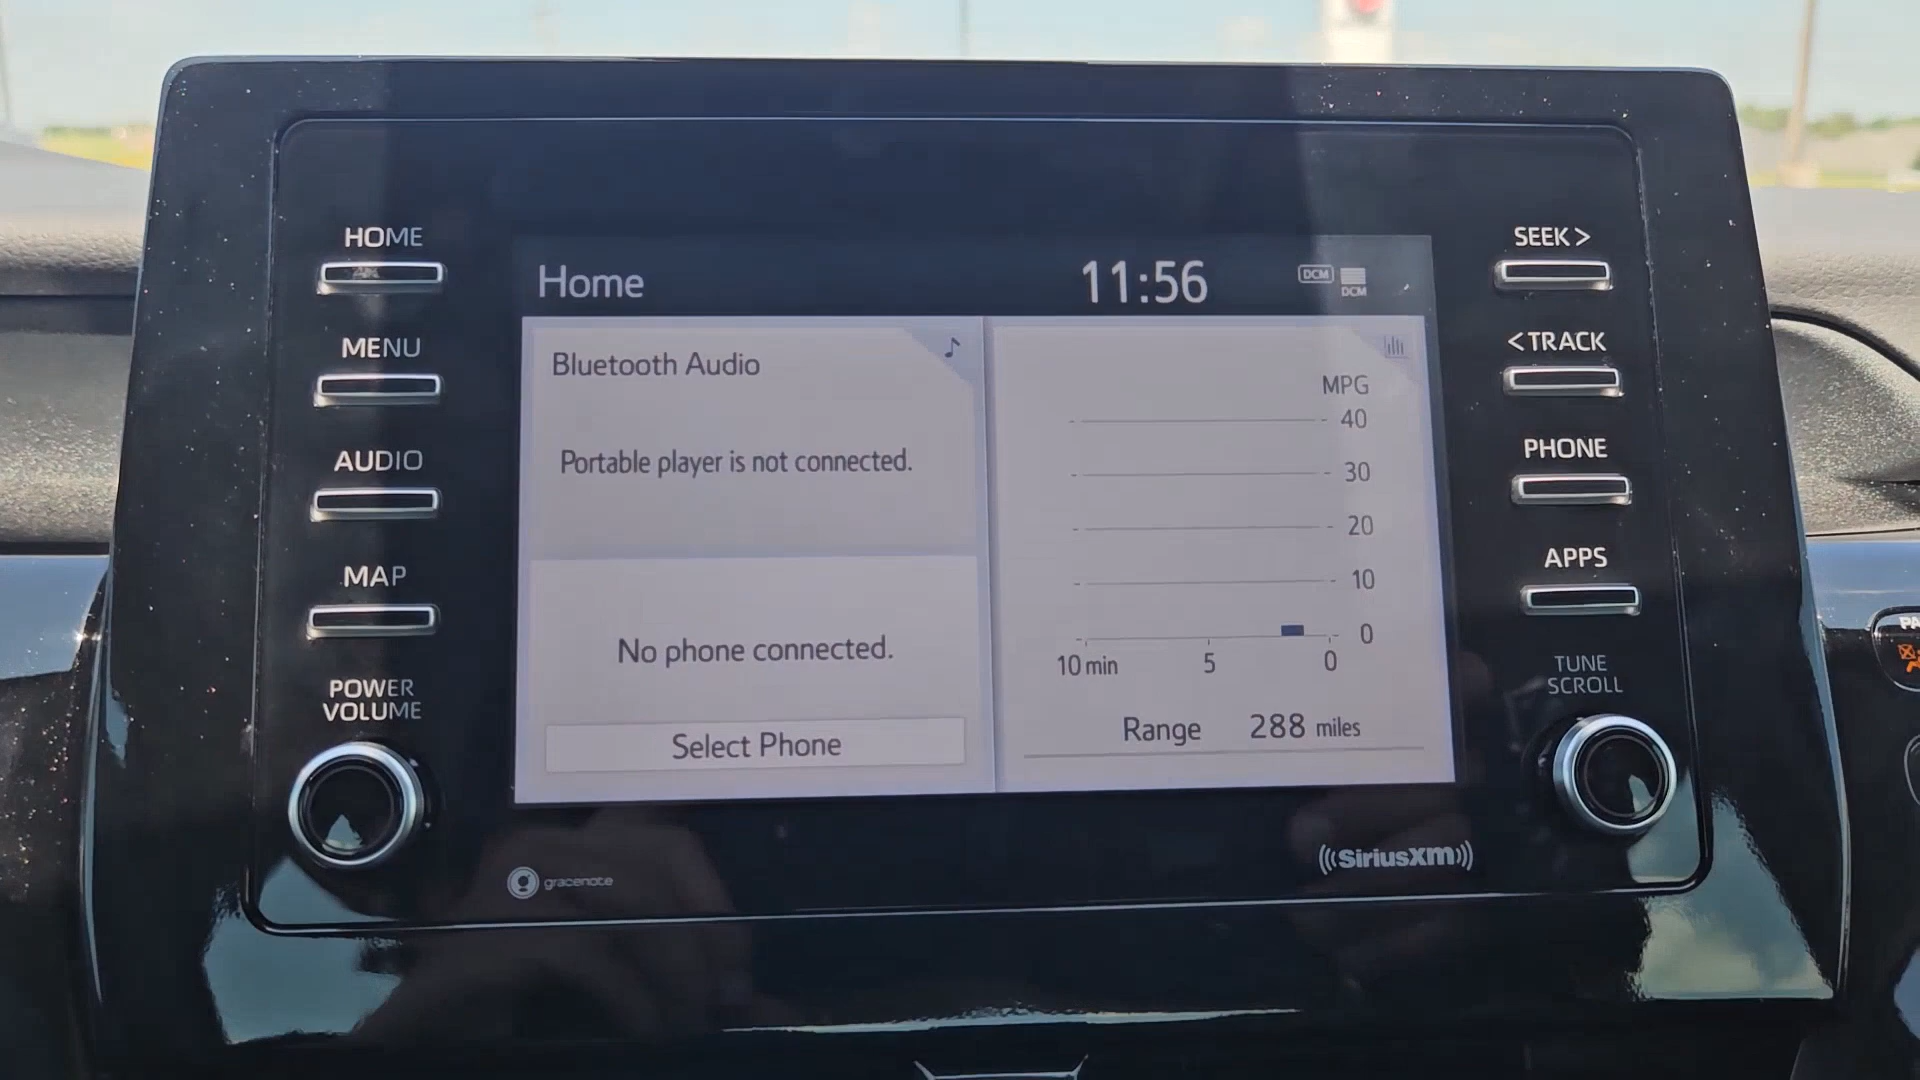 HOME
MENU
AUDIO
MAP
POWER
VOLUME
Home
11:56
DCM
DCM
Bluetooth Audio
Portable player is not connected.
No phone connected.
Select Phone
MPG
40
30
20
10
0
10 min 5 0
Range 288 miles
SEEK >
< TRACK
PHONE
APPS
TUNE
SCROLL
gracenote
((SiriusXM))